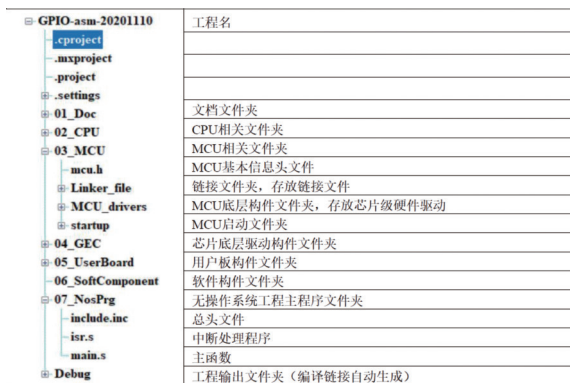 GPIO-asm-20201110 工程名
.cproject
.mxproject
.project
.settings
01_Doc 文档文件夹
02_CPU CPU相关文件夹
03_MCU MCU相关文件夹
mcu.h MCU基本信息头文件
Linker_file 链接文件夹，存放链接文件
MCU_drivers MCU底层构件文件夹，存放芯片级硬件驱动
startup MCU启动文件夹
04_GEC 芯片底层驱动构件文件夹
05_UserBoard 用户板构件文件夹
06_SoftComponent 软件构件文件夹
07_NosPrg 无操作系统工程主程序文件夹
include.inc 总头文件
isr.s 中断处理程序
main.s 主函数
Debug 工程输出文件夹（编译链接自动生成）